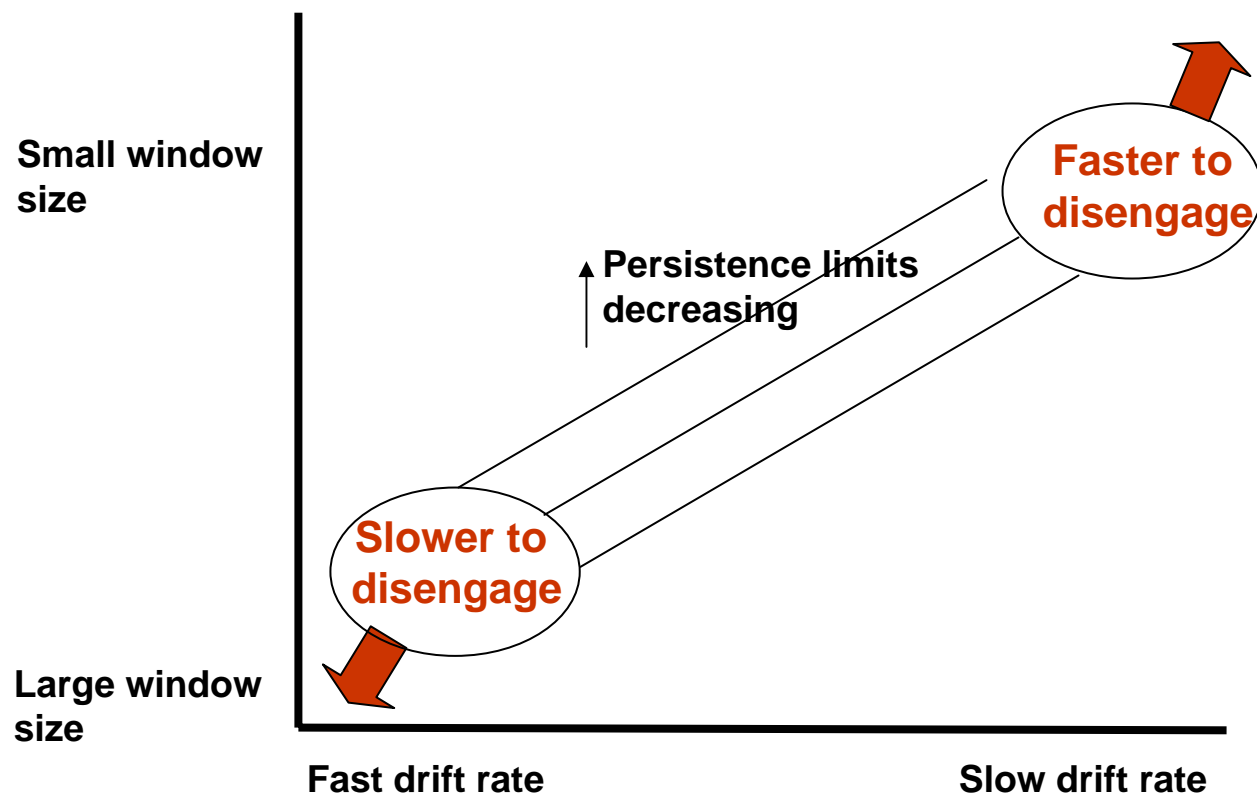 Small window
size
Faster to
disengage
Persistence limits
decreasing
Slower to
disengage
Large window
size
Fast drift rate
Slow drift rate